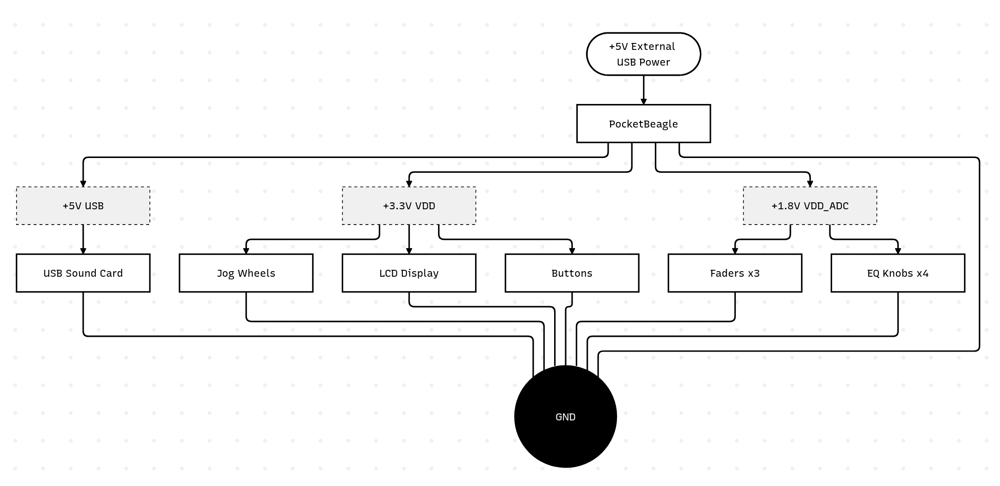 +5V External
USB Power
PocketBeagle
+5V USB
+3.3V VDD
+1.8V VDD_ADC
USB Sound Card
Jog Wheels
LCD Display
Buttons
Faders x3
EQ Knobs x4
GND